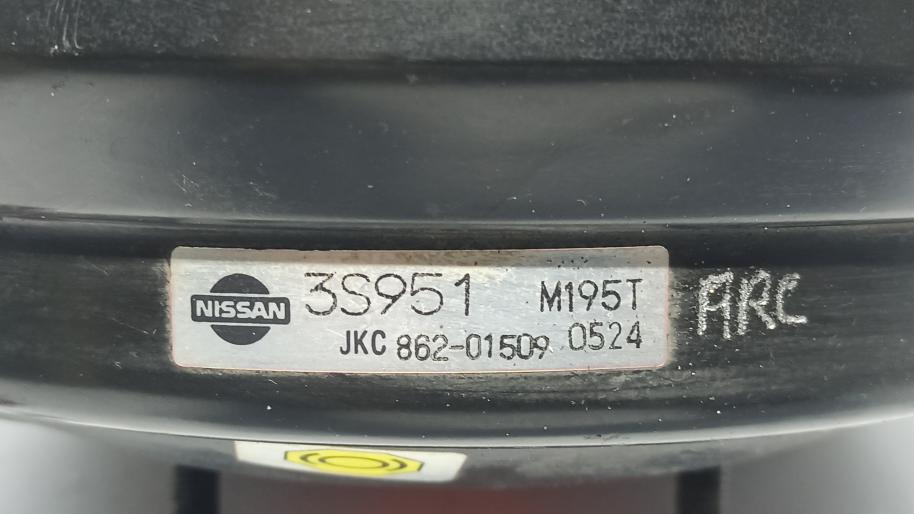 NISSAN 3S951 M195T
JKC 862-01509 0524
ARC